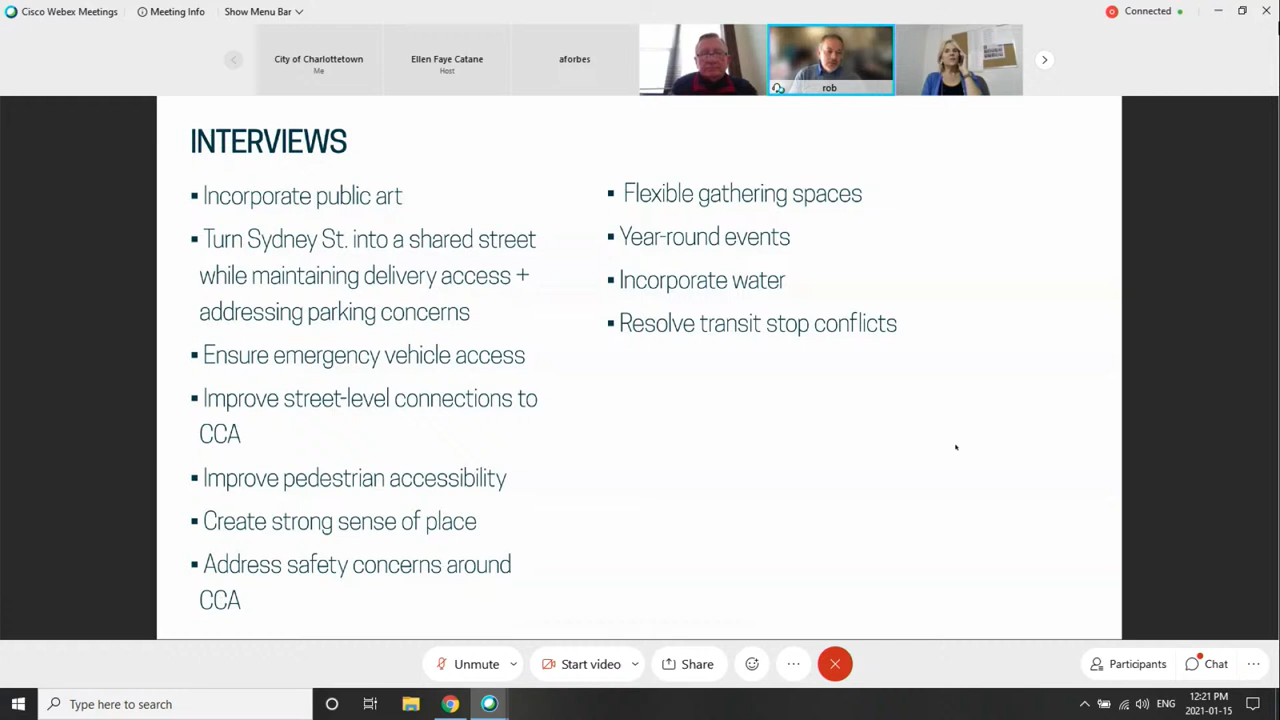 Cisco Webex Meetings
Meeting Info
Show Menu Bar
Connected
City of Charlottetown
Me
Ellen Faye Catane
Host
aforbes
rob
INTERVIEWS
▪ Incorporate public art
▪ Turn Sydney St. into a shared street
while maintaining delivery access +
addressing parking concerns
▪ Ensure emergency vehicle access
▪ Improve street-level connections to
CCA
▪ Improve pedestrian accessibility
▪ Create strong sense of place
▪ Address safety concerns around
CCA
▪ Flexible gathering spaces
▪ Year-round events
▪ Incorporate water
▪ Resolve transit stop conflicts
Unmute
Start video
Share
Participants
Chat
Type here to search
ENG
12:21 PM
2021-01-15